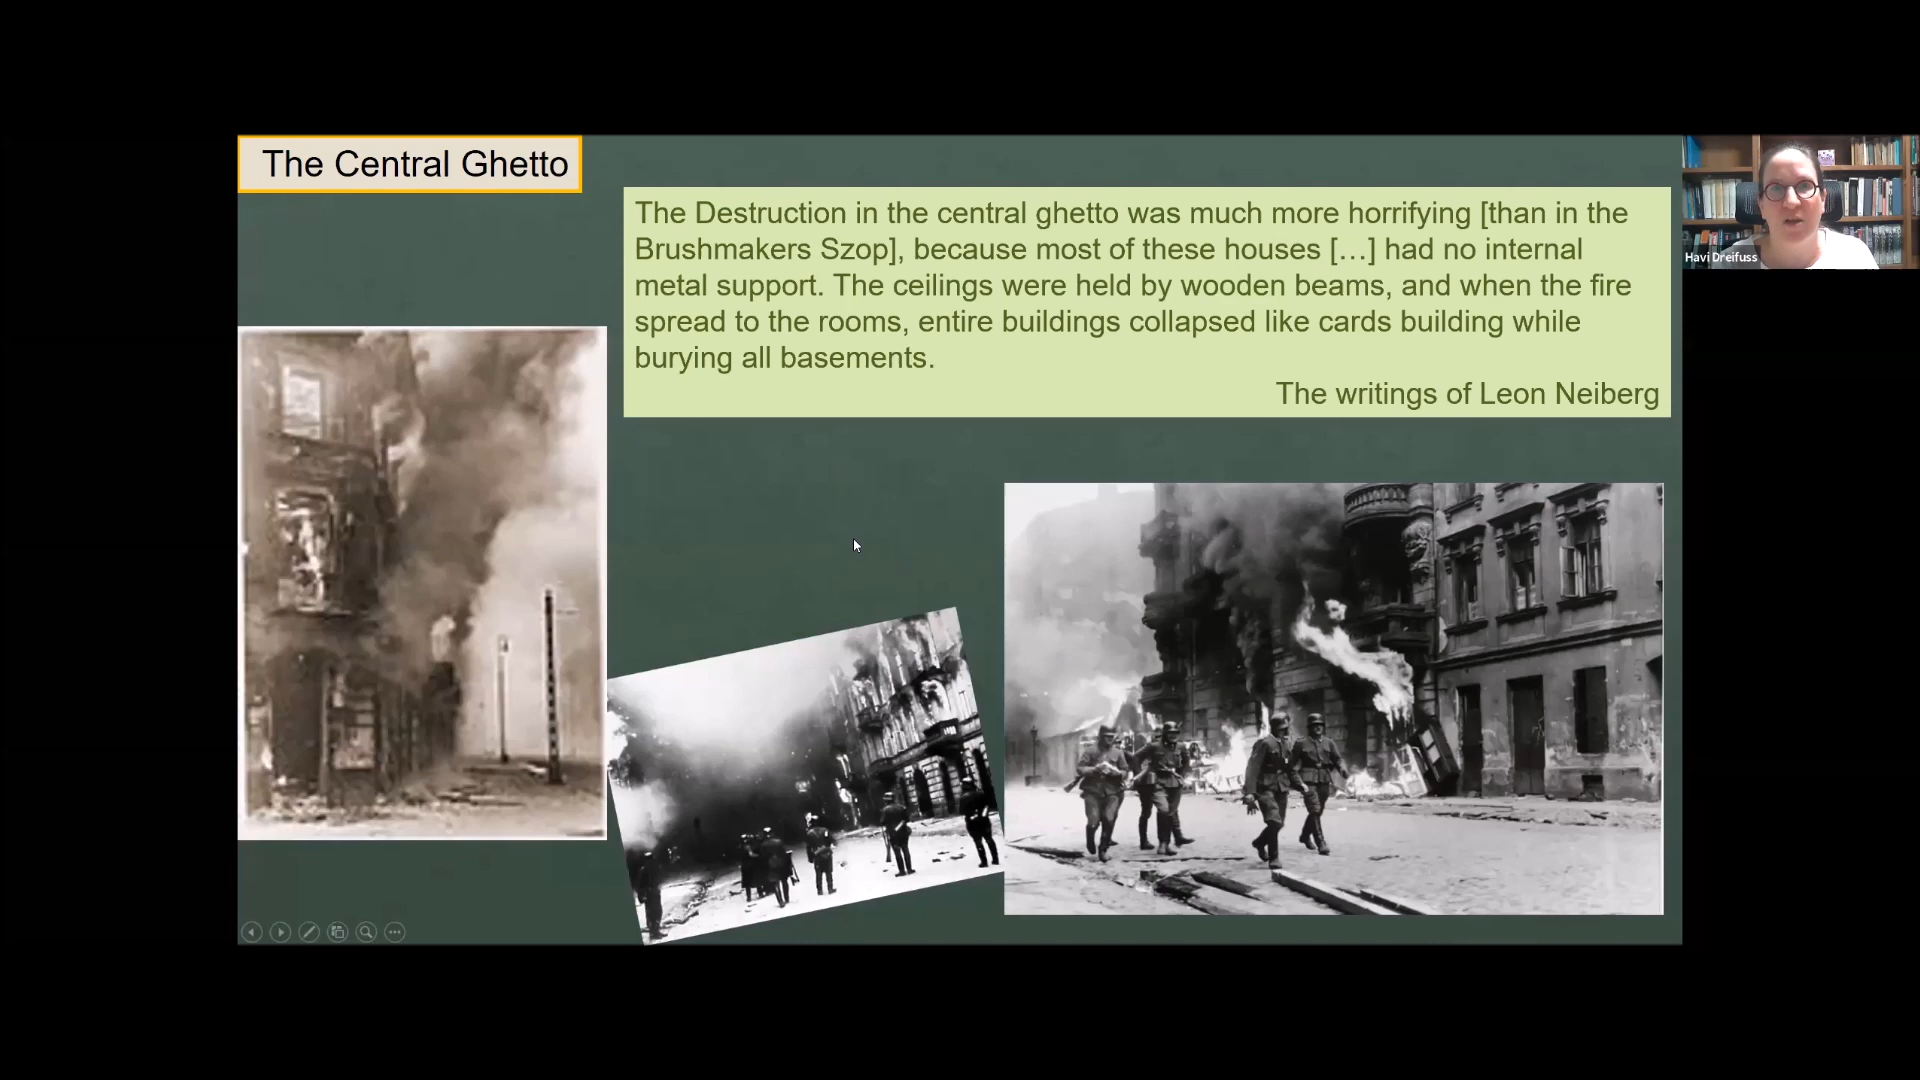 The Central Ghetto
The Destruction in the central ghetto was much more horrifying [than in the
Brushmakers Szop], because most of these houses […] had no internal
metal support. The ceilings were held by wooden beams, and when the fire
spread to the rooms, entire buildings collapsed like cards building while
burying all basements.
The writings of Leon Neiberg
Havi Dreifuss